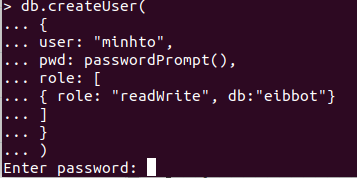 > db.createUser(
... {
... user: "minhto",
... pwd: passwordPrompt(),
... role: [
... { role: "readWrite", db:"eibbot"}
... ]
... }
... )
Enter password: